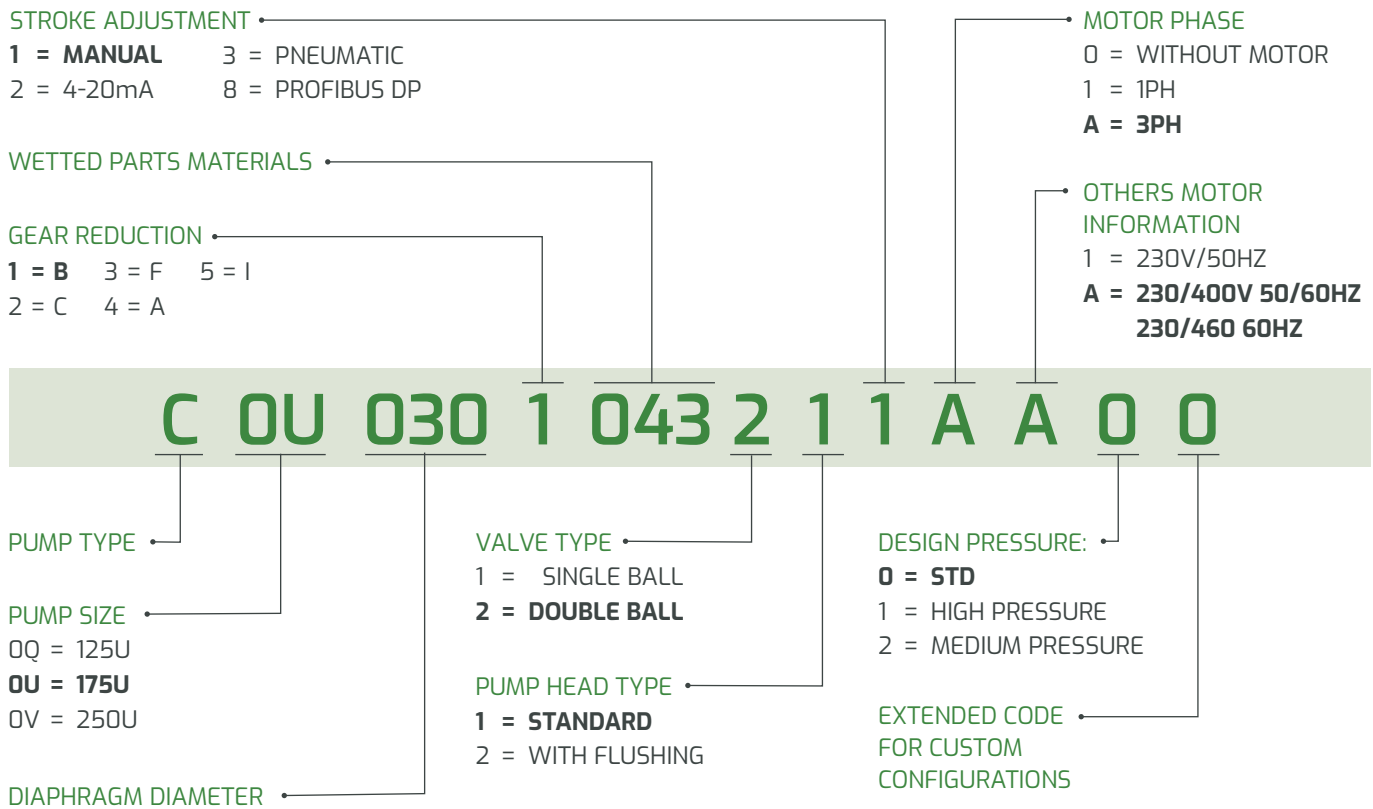 STROKE ADJUSTMENT
1 = MANUAL 3 = PNEUMATIC
2 = 4-20mA 8 = PROFIBUS DP
WETTED PARTS MATERIALS
GEAR REDUCTION
1 = B 3 = F 5 = I
2 = C 4 = A
MOTOR PHASE
0 = WITHOUT MOTOR
1 = 1PH
A = 3PH
OTHERS MOTOR
INFORMATION
1 = 230V/50HZ
A = 230/400V 50/60HZ
230/460 60HZ
C 0U 030 1 043 2 1 1 A A 0 0
PUMP TYPE
PUMP SIZE
0Q = 125U
0U = 175U
0V = 250U
DIAPHRAGM DIAMETER
VALVE TYPE
1 = SINGLE BALL
2 = DOUBLE BALL
PUMP HEAD TYPE
1 = STANDARD
2 = WITH FLUSHING
DESIGN PRESSURE:
0 = STD
1 = HIGH PRESSURE
2 = MEDIUM PRESSURE
EXTENDED CODE
FOR CUSTOM
CONFIGURATIONS